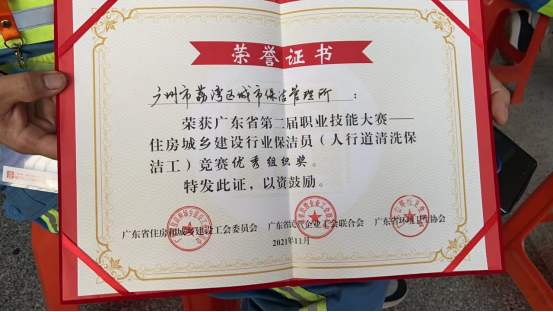 荣誉证书
广州市荔湾区城市保洁管理所：
荣获广东省第二届职业技能大赛——
住房城乡建设行业保洁员（人行道清洗保
洁工）竞赛优秀组织奖。
特发此证，以资鼓励。
广东省住房和城乡建设工会委员会 广东省 企业工会联合会 广东省环境卫生协会
2021年11月